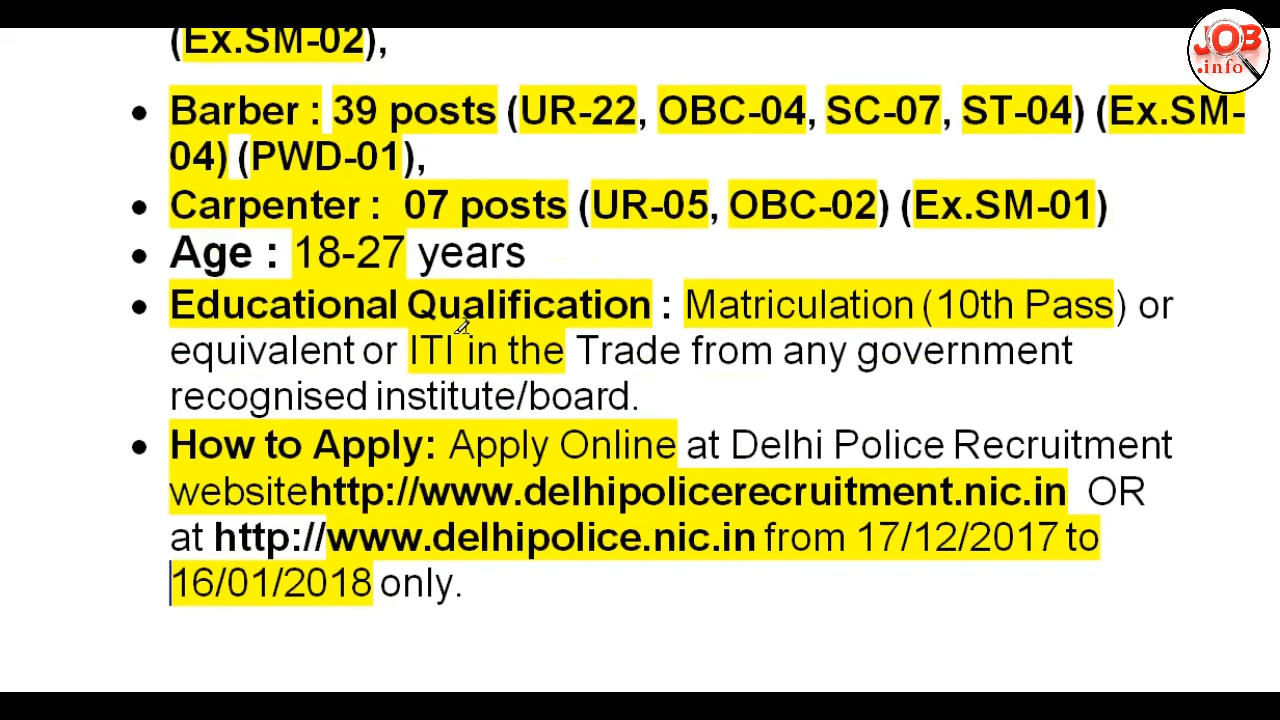 (Ex.SM-02),
JOB
.info
• Barber : 39 posts (UR-22, OBC-04, SC-07, ST-04) (Ex.SM-
04) (PWD-01),
• Carpenter : 07 posts (UR-05, OBC-02) (Ex.SM-01)
• Age : 18-27 years
• Educational Qualification : Matriculation (10th Pass) or
equivalent or ITI in the Trade from any government
recognised institute/board.
• How to Apply: Apply Online at Delhi Police Recruitment
websitehttp://www.delhipolicerecruitment.nic.in OR
at http://www.delhipolice.nic.in from 17/12/2017 to
16/01/2018 only.